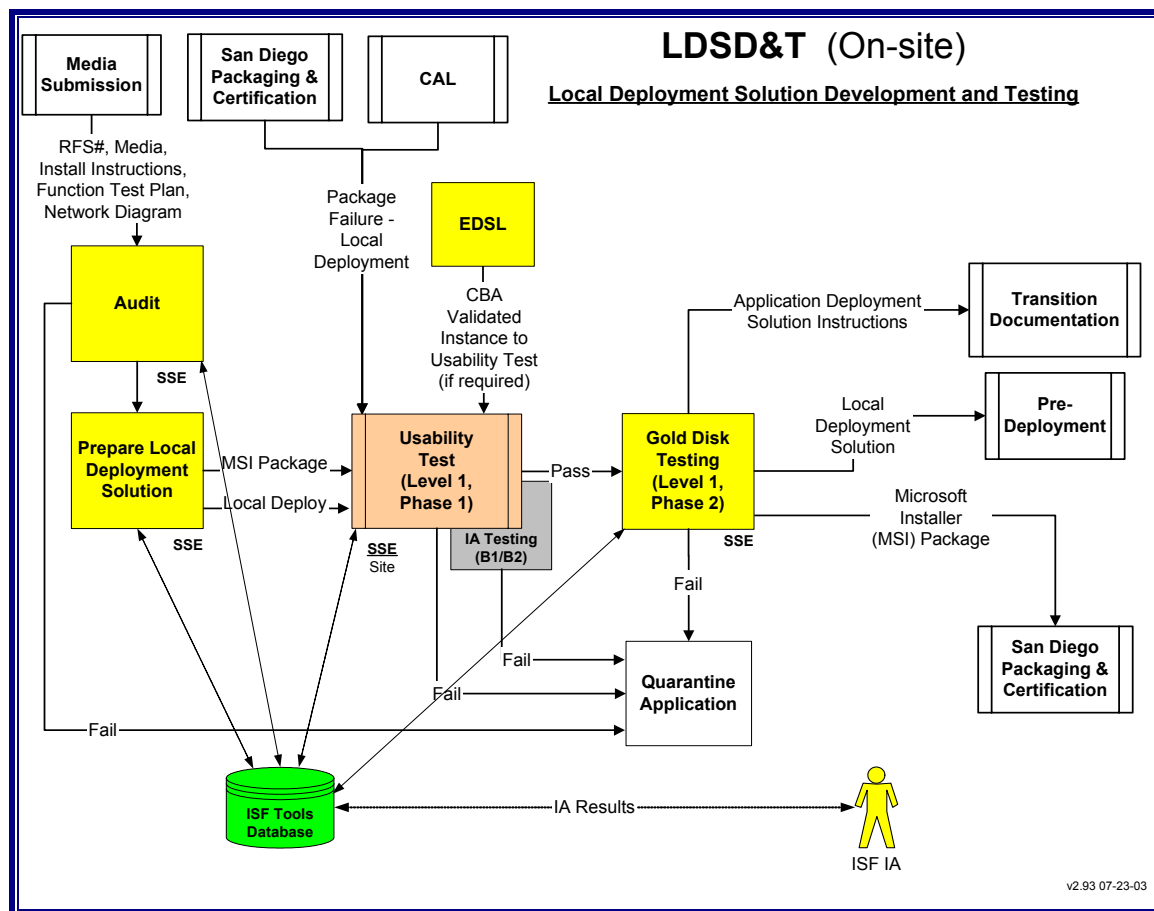 LDSD&T (On-site)
Local Deployment Solution Development and Testing
Media
Submission
San Diego
Packaging &
Certification
CAL
RFS#, Media,
Install Instructions,
Function Test Plan,
Network Diagram
Package
Failure -
Local
Deployment
EDSL
CBA
Validated
Instance to
Usability Test
(if required)
Audit
SSE
Application Deployment
Solution Instructions
Transition
Documentation
Prepare Local
Deployment
Solution
SSE
MSI Package
Local Deploy
Usability
Test
(Level 1,
Phase 1)
SSE
Site
IA Testing
(B1/B2)
Pass
Gold Disk
Testing
(Level 1,
Phase 2)
SSE
Local
Deployment
Solution
Pre-
Deployment
Microsoft
Installer
(MSI) Package
San Diego
Packaging &
Certification
Fail
Fail
Fail
Fail
Quarantine
Application
ISF Tools
Database
IA Results
ISF IA
v2.93 07-23-03